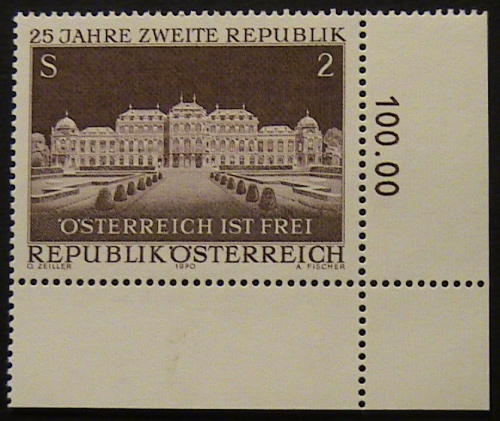 25 JAHRE ZWEITE REPUBLIK
S 2
ÖSTERREICH IST FREI
REPUBLIK ÖSTERREICH
O. ZEILLER 1970 A. FISCHER
100.00